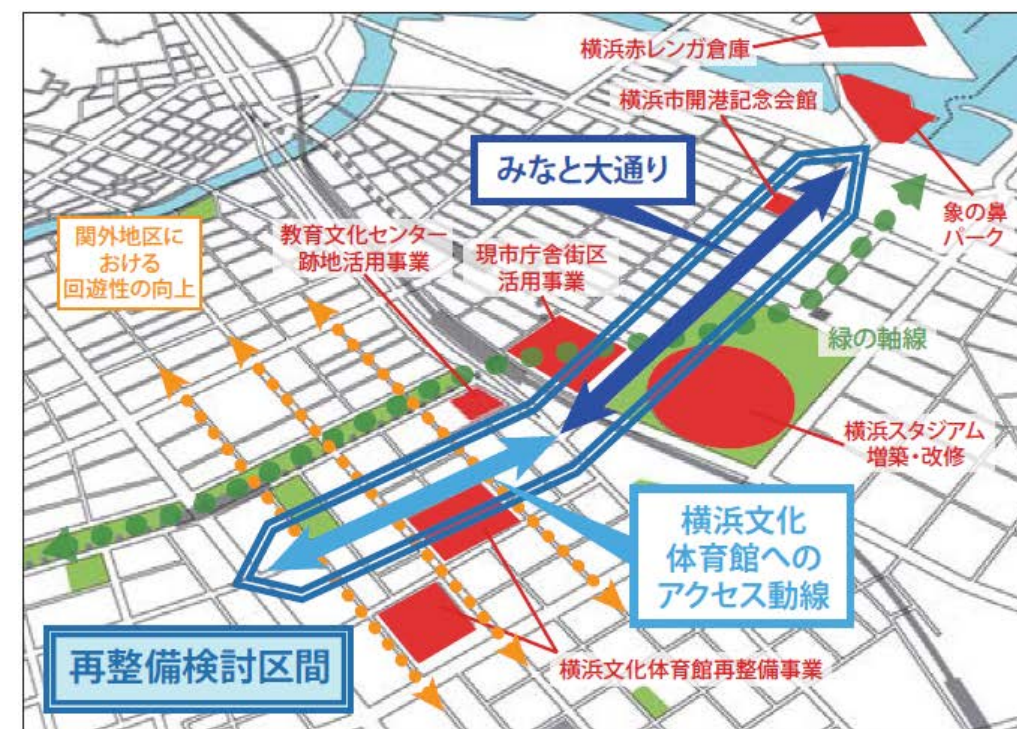 横浜赤レンガ倉庫
横浜市開港記念会館
みなと大通り
象の鼻
パーク
関外地区に
おける
回遊性の向上
教育文化センター
跡地活用事業
現市庁舎街区
活用事業
緑の軸線
横浜スタジアム
増築・改修
横浜文化
体育館への
アクセス動線
再整備検討区間
横浜文化体育館再整備事業